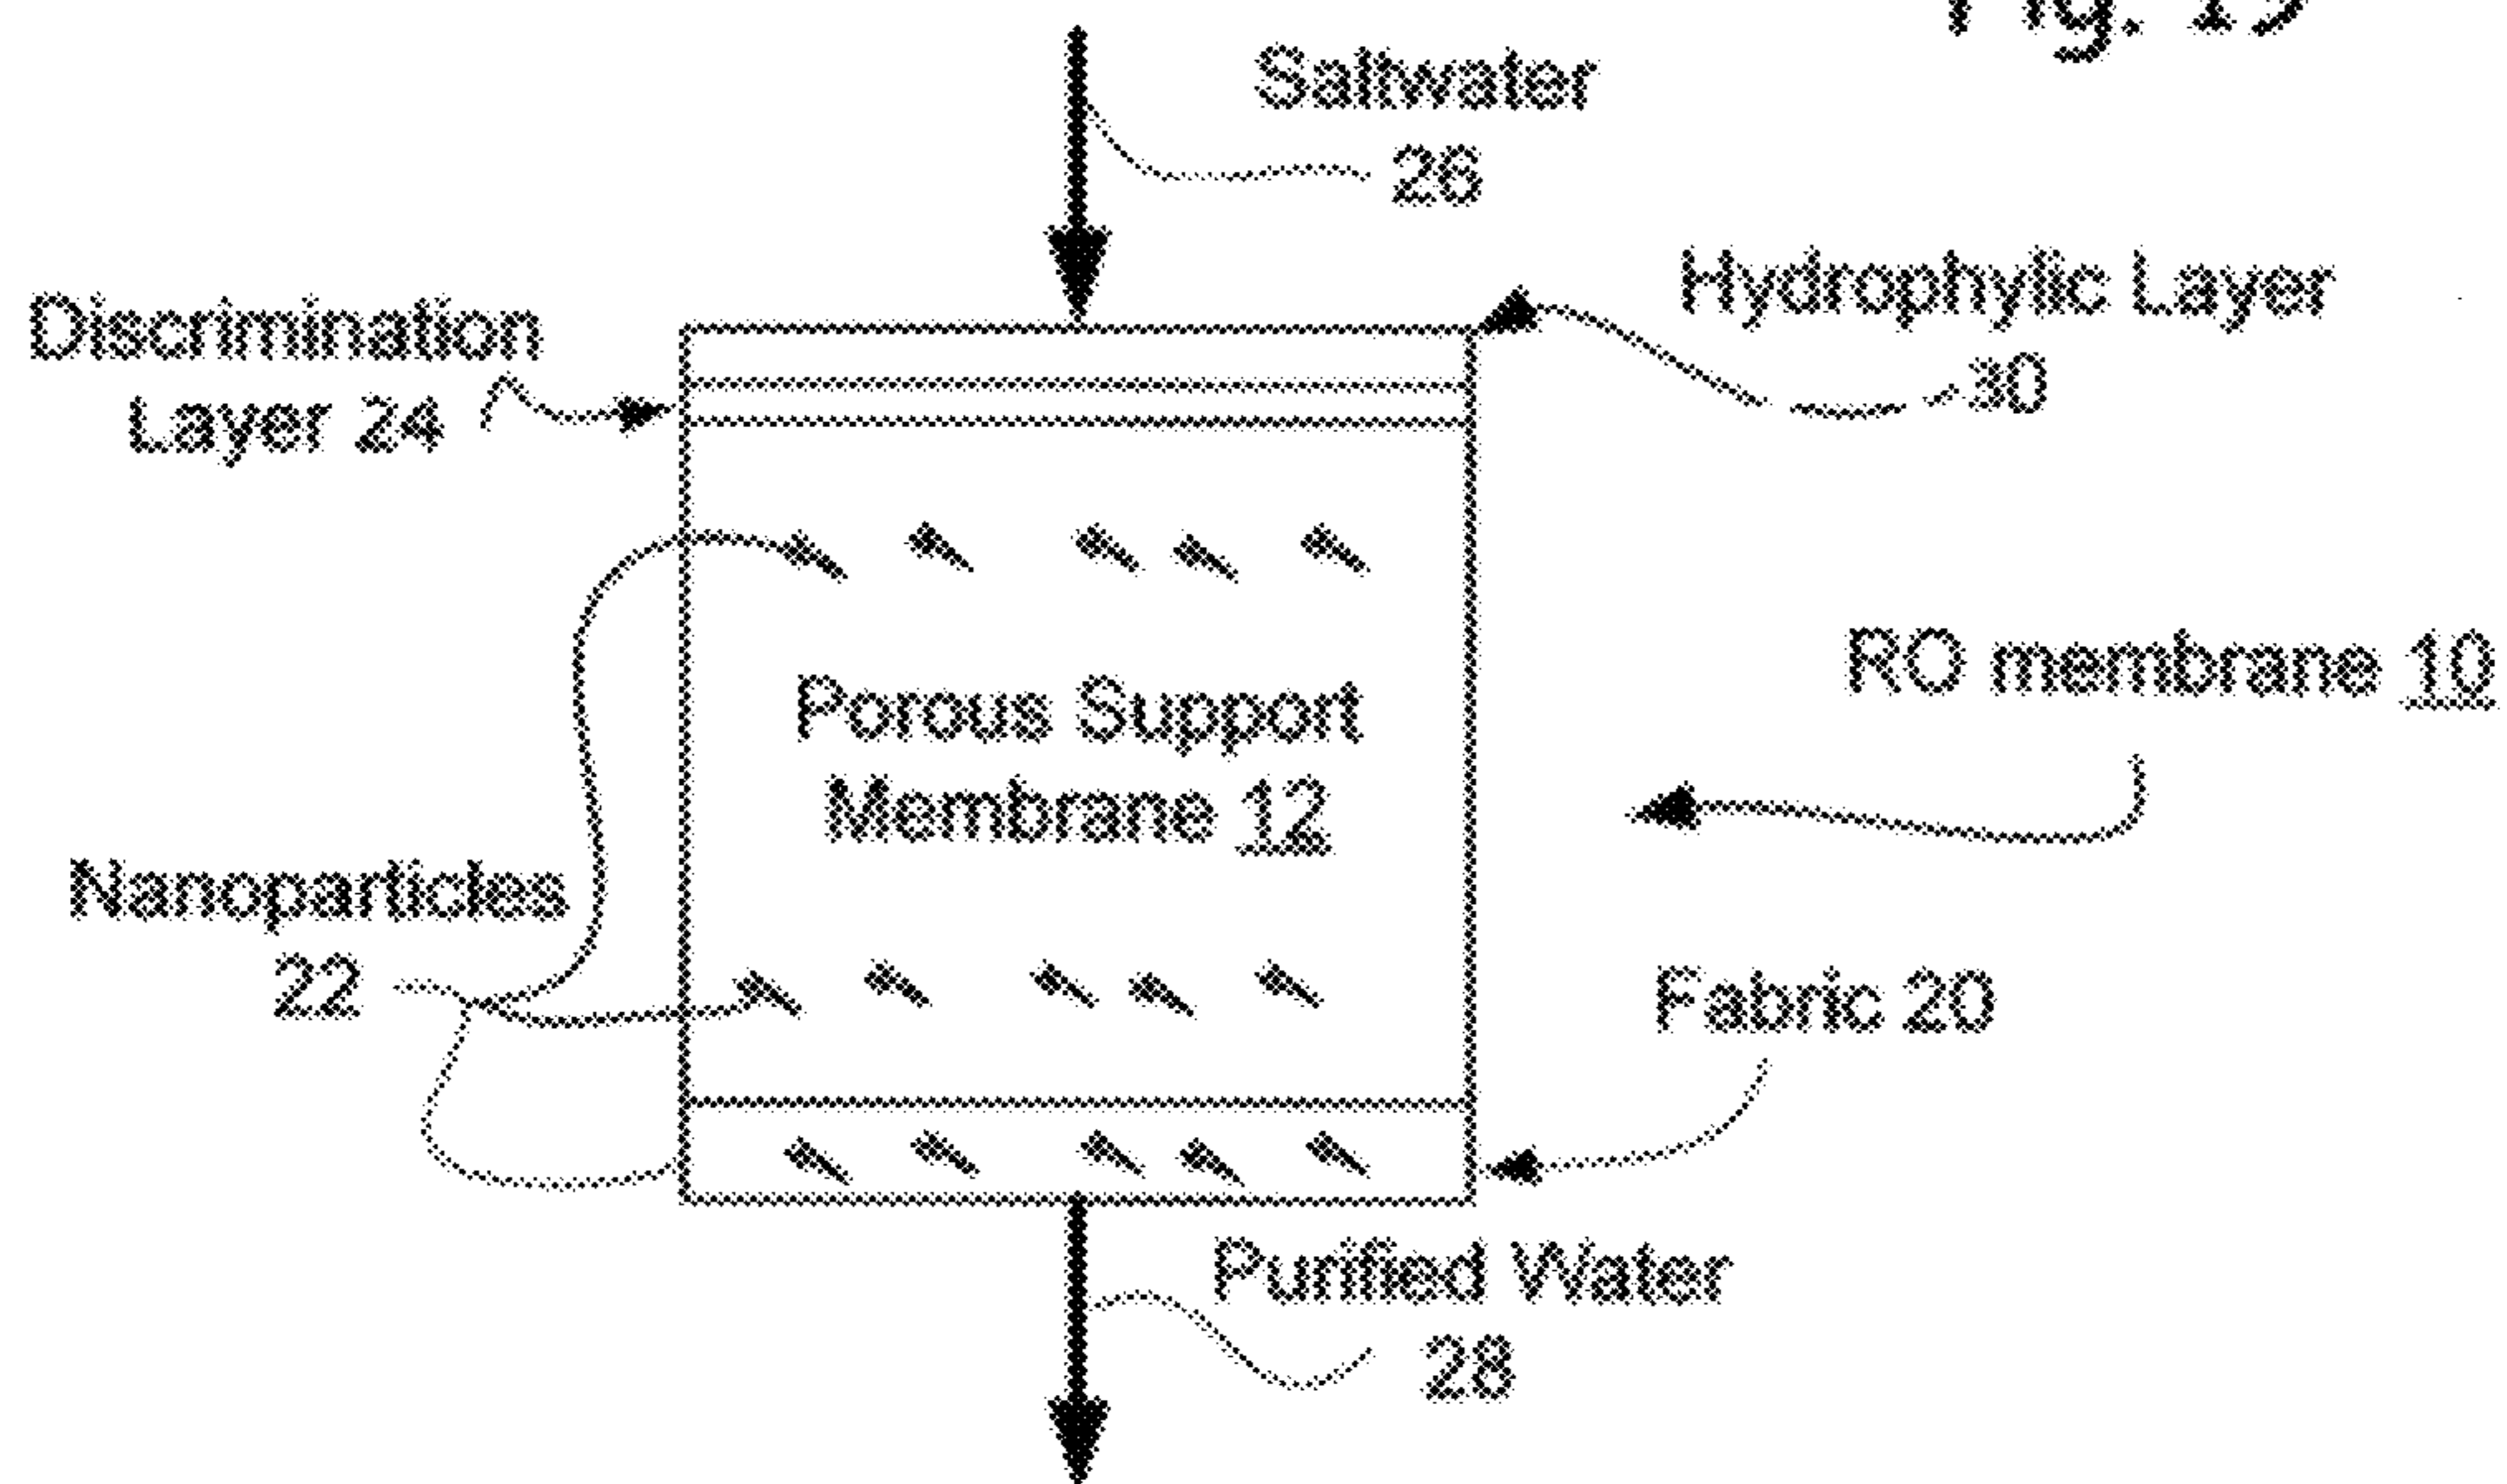 Saltwater
26
Hydrophylic Layer
30
Discrimination
Layer 24
RO membrane 10
Porous Support
Membrane 12
Nanoparticles
22
Fabric 20
Purified Water
28